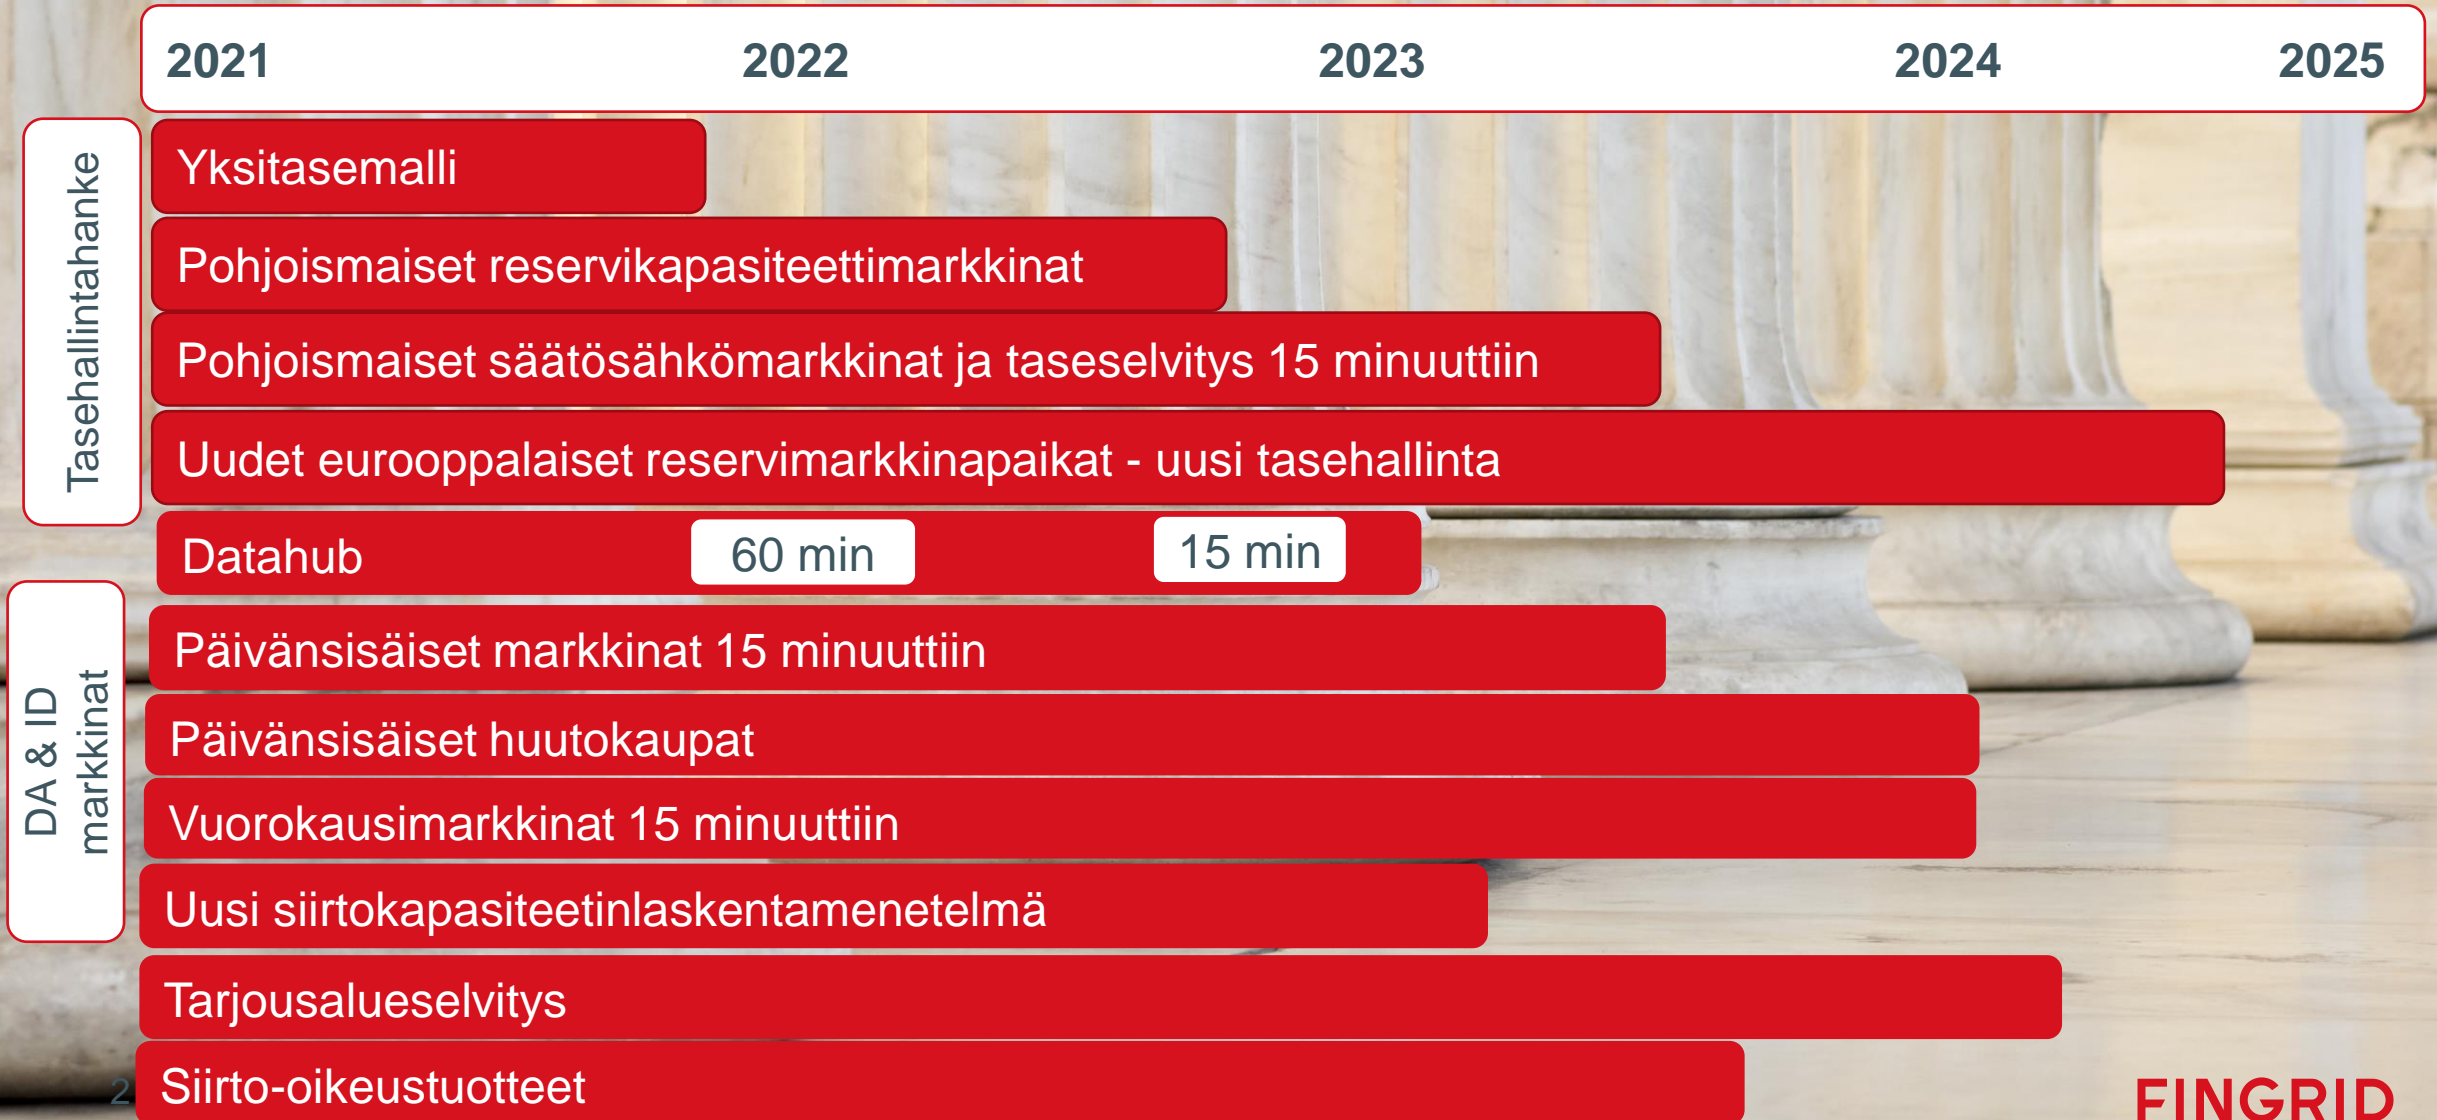 2021 2022 2023 2024 2025
Tasehallintahanke
Yksitasemalli
Pohjoismaiset reservikapasiteettimarkkinat
Pohjoismaiset säätösähkömarkkinat ja taseselvitys 15 minuuttiin
Uudet eurooppalaiset reservimarkkinapaikat - uusi tasehallinta
Datahub 60 min 15 min
DA & ID
markkinat
Päivänsisäiset markkinat 15 minuuttiin
Päivänsisäiset huutokaupat
Vuorokausimarkkinat 15 minuuttiin
Uusi siirtokapasiteetinlaskentamenetelmä
Tarjousalueselvitys
Siirto-oikeustuotteet
2
FINGRID